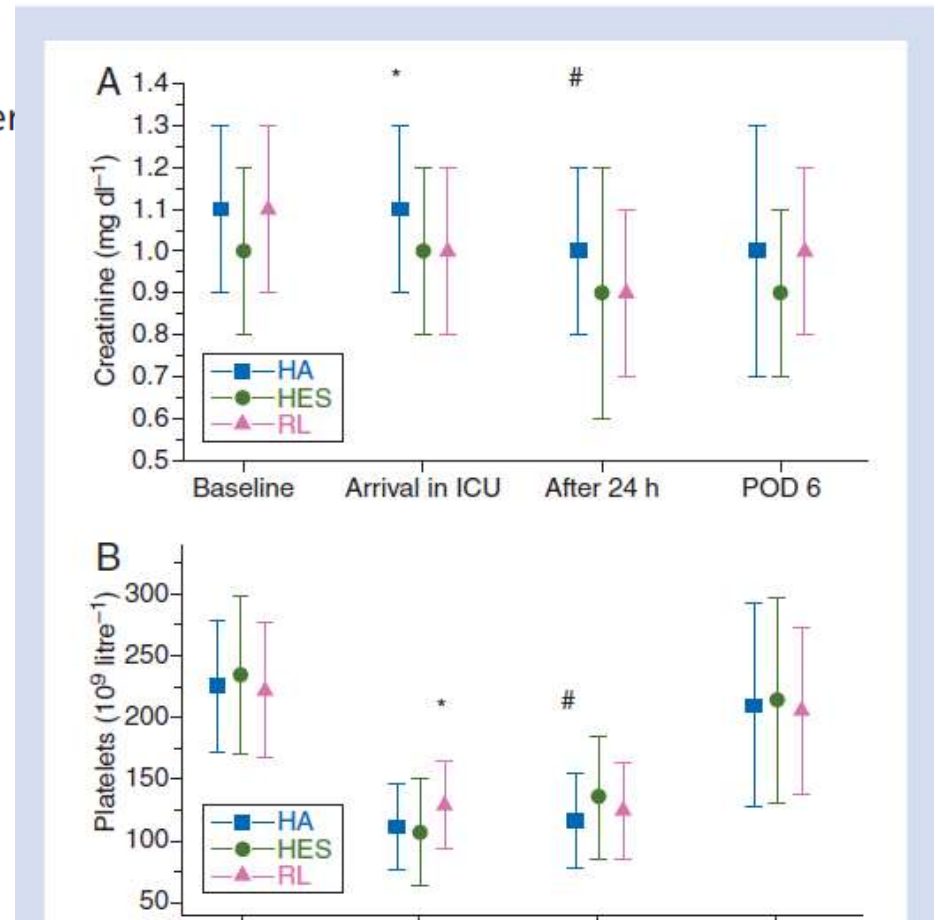 er
A
* #
1.4
1.3
1.2
1.1
1.0
0.9
0.8
0.7
0.6
0.5
Creatinine (mg dl⁻¹)
HA
HES
RL
Baseline Arrival in ICU After 24 h POD 6
B
* #
300
250
200
150
100
50
Platelets (10⁹ litre⁻¹)
HA
HES
RL